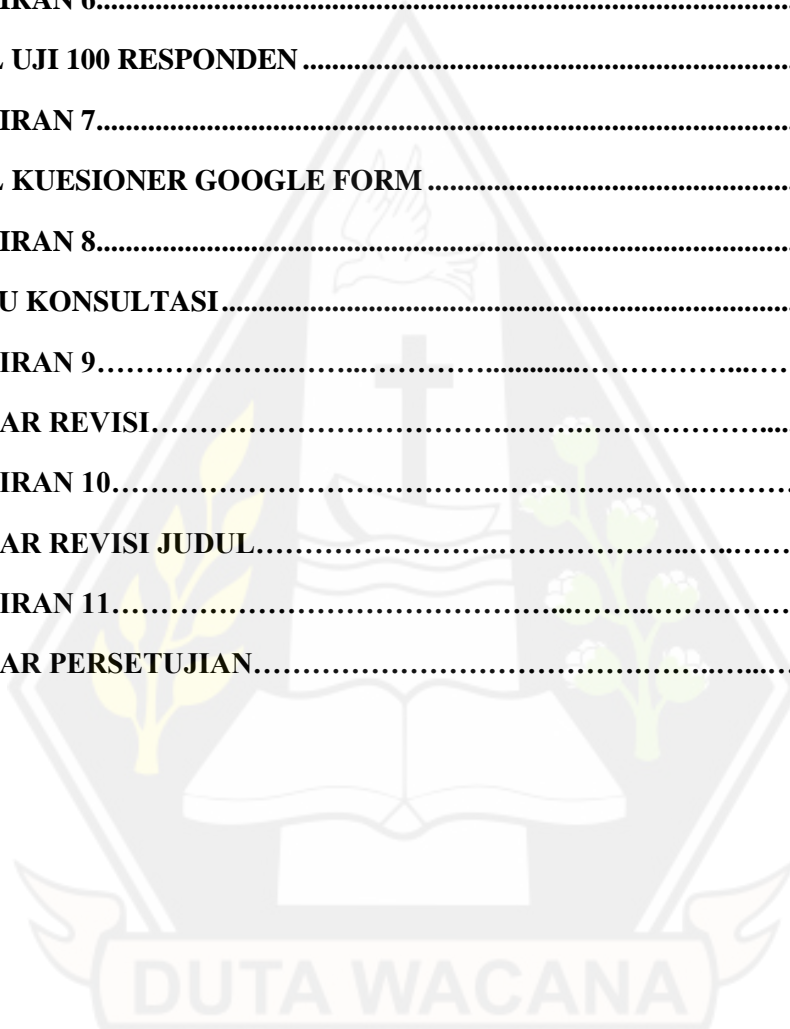 IRAN 6....................................................................................................
L UJI 100 RESPONDEN....................................................................
IRAN 7....................................................................................................
L KUESIONER GOOGLE FORM..................................................
IRAN 8....................................................................................................
U KONSULTASI...............................................................................
IRAN 9………………..……...…………..............……………...……
AR REVISI……………………………...……………………....
IRAN 10…………………………………………………..…………
AR REVISI JUDUL……………………………………...…..……
IRAN 11……………………………………...……...……………
AR PERSETUJIAN……………………………………………...…
DUTA WACANA